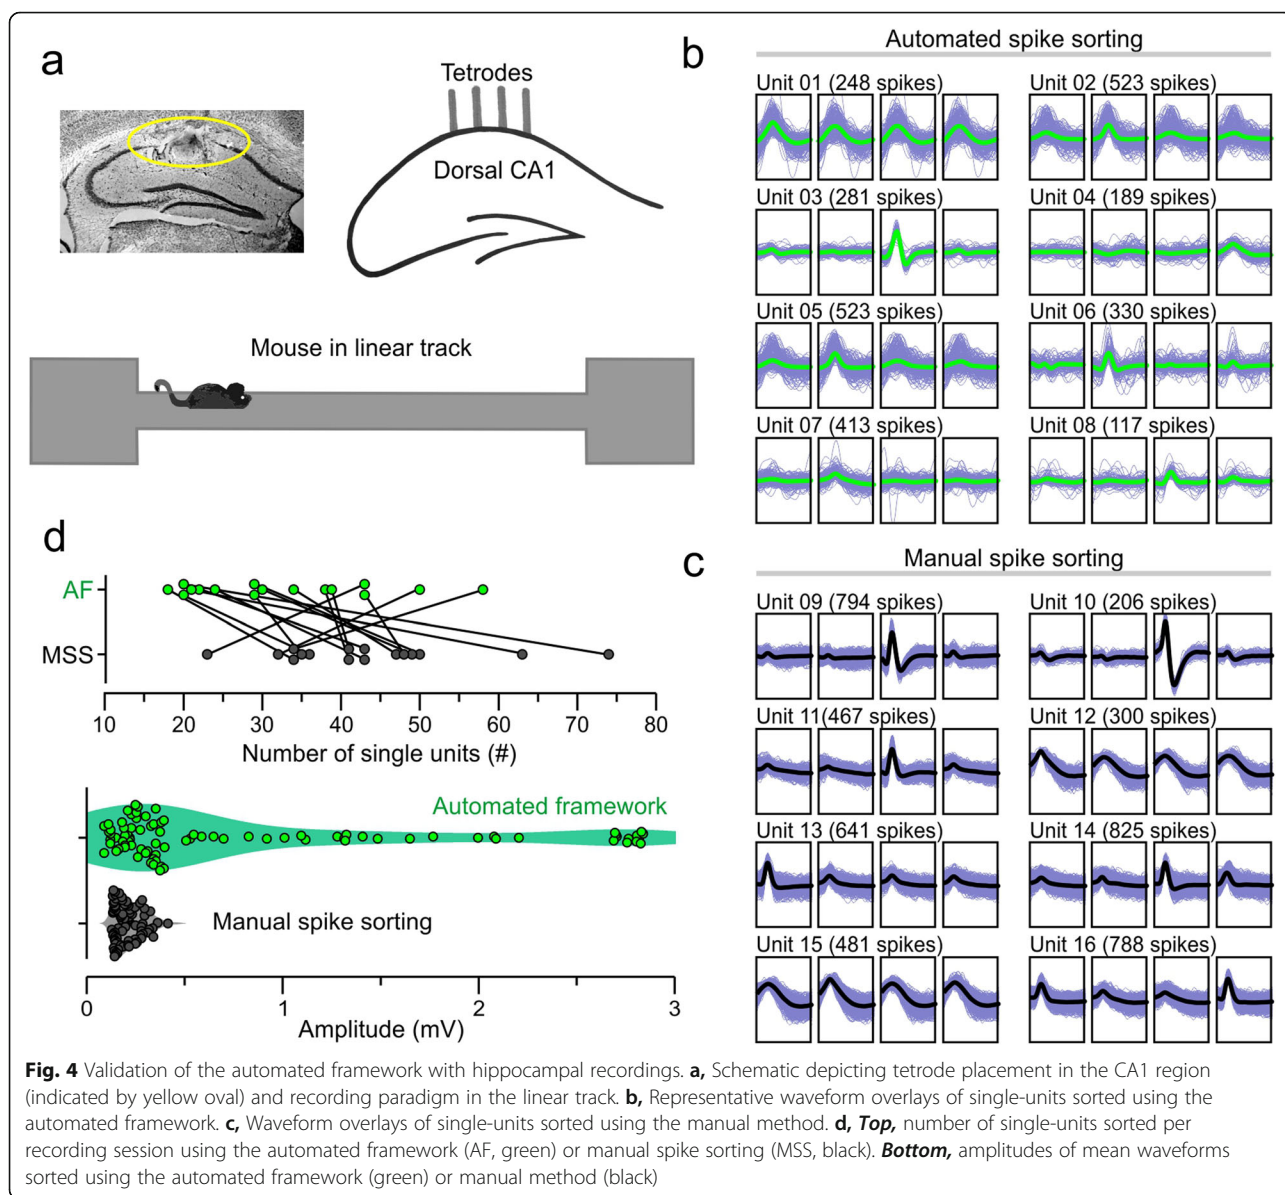 a
Tetrodes
Dorsal CA1
Mouse in linear track
b
Automated spike sorting
Unit 01 (248 spikes)
Unit 02 (523 spikes)
Unit 03 (281 spikes)
Unit 04 (189 spikes)
Unit 05 (523 spikes)
Unit 06 (330 spikes)
Unit 07 (413 spikes)
Unit 08 (117 spikes)
c
Manual spike sorting
Unit 09 (794 spikes)
Unit 10 (206 spikes)
Unit 11(467 spikes)
Unit 12 (300 spikes)
Unit 13 (641 spikes)
Unit 14 (825 spikes)
Unit 15 (481 spikes)
Unit 16 (788 spikes)
d
AF
MSS
10 20 30 40 50 60 70 80
Number of single units (#)
Automated framework
Manual spike sorting
0 1 2 3
Amplitude (mV)
Fig. 4 Validation of the automated framework with hippocampal recordings. a, Schematic depicting tetrode placement in the CA1 region
(indicated by yellow oval) and recording paradigm in the linear track. b, Representative waveform overlays of single-units sorted using the
automated framework. c, Waveform overlays of single-units sorted using the manual method. d, Top, number of single-units sorted per
recording session using the automated framework (AF, green) or manual spike sorting (MSS, black). Bottom, amplitudes of mean waveforms
sorted using the automated framework (green) or manual method (black)